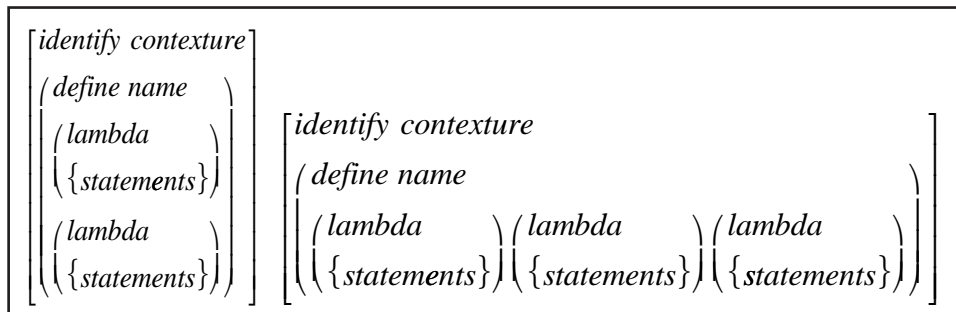 identify contexture
define name
lambda
{statements}
lambda
{statements}
identify contexture
define name
lambda lambda lambda
{statements} {statements} {statements}